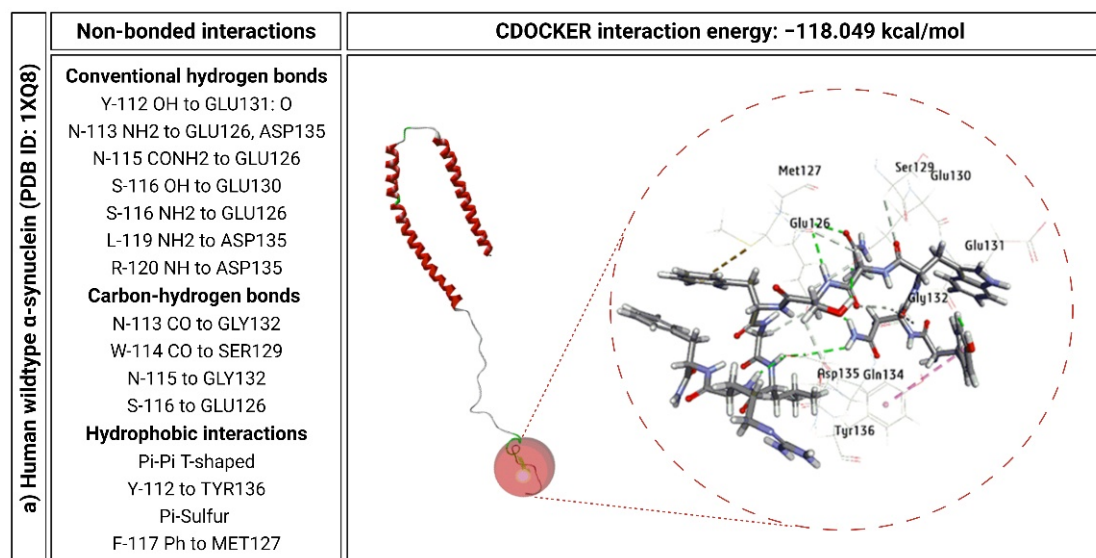 a) Human wildtype α-synuclein (PDB ID: 1XQ8)
Non-bonded interactions
CDOCKER interaction energy: −118.049 kcal/mol
Conventional hydrogen bonds
Y-112 OH to GLU131: O
N-113 NH2 to GLU126, ASP135
N-115 CONH2 to GLU126
S-116 OH to GLU130
S-116 NH2 to GLU126
L-119 NH2 to ASP135
R-120 NH to ASP135
Carbon-hydrogen bonds
N-113 CO to GLY132
W-114 CO to SER129
N-115 to GLY132
S-116 to GLU126
Hydrophobic interactions
Pi-Pi T-shaped
Y-112 to TYR136
Pi-Sulfur
F-117 Ph to MET127
Met127
Ser129
Glu130
Glu126
Glu131
Gly132
Asp135
Gln134
Tyr136